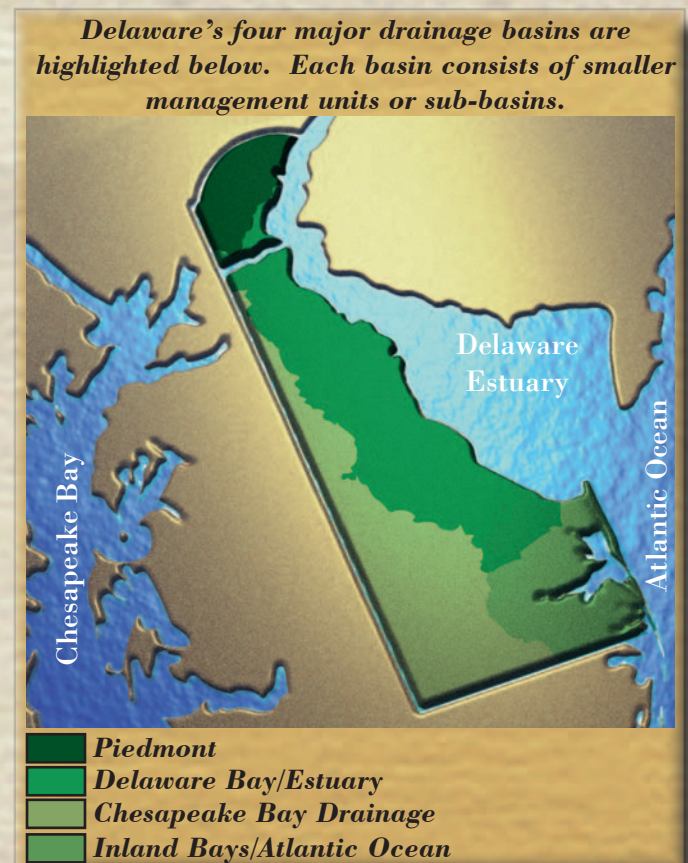 Delaware's four major drainage basins are
highlighted below. Each basin consists of smaller
management units or sub-basins.
Delaware
Estuary
Atlantic Ocean
Chesapeake Bay
Piedmont
Delaware Bay/Estuary
Chesapeake Bay Drainage
Inland Bays/Atlantic Ocean